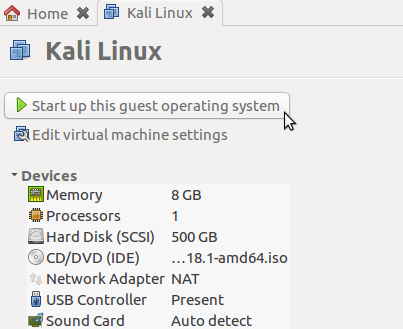 Home Kali Linux
Kali Linux
Start up this guest operating system
Edit virtual machine settings
Devices
Memory 8 GB
Processors 1
Hard Disk (SCSI) 500 GB
CD/DVD (IDE) ...18.1-amd64.iso
Network Adapter NAT
USB Controller Present
Sound Card Auto detect